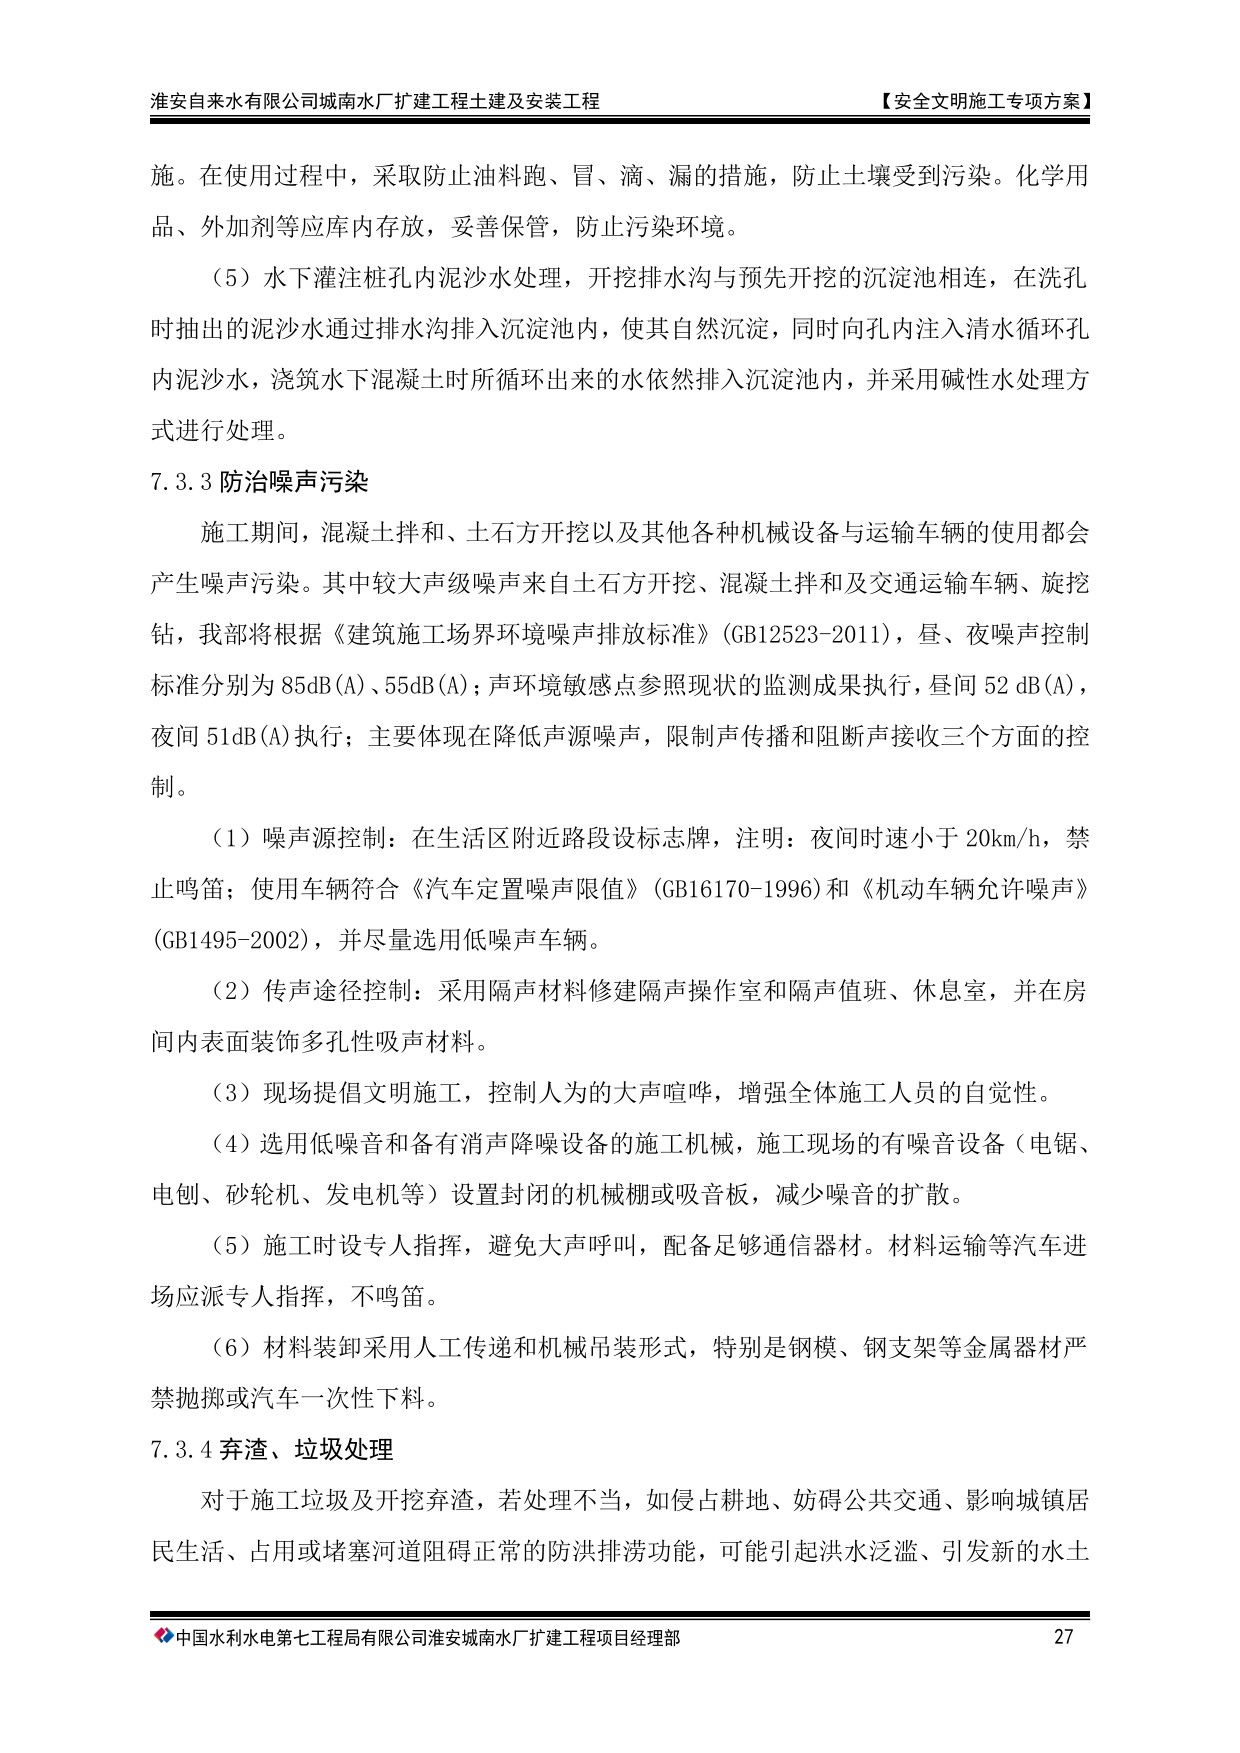 淮安自来水有限公司城南水厂扩建工程土建及安装工程 【安全文明施工专项方案】
施。在使用过程中，采取防止油料跑、冒、滴、漏的措施，防止土壤受到污染。化学用
品、外加剂等应库内存放，妥善保管，防止污染环境。
（5）水下灌注桩孔内泥沙水处理，开挖排水沟与预先开挖的沉淀池相连，在洗孔
时抽出的泥沙水通过排水沟排入沉淀池内，使其自然沉淀，同时向孔内注入清水循环孔
内泥沙水，浇筑水下混凝土时所循环出来的水依然排入沉淀池内，并采用碱性水处理方
式进行处理。
7.3.3 防治噪声污染
施工期间，混凝土拌和、土石方开挖以及其他各种机械设备与运输车辆的使用都会
产生噪声污染。其中较大声级噪声来自土石方开挖、混凝土拌和及交通运输车辆、旋挖
钻，我部将根据《建筑施工场界环境噪声排放标准》(GB12523-2011)，昼、夜噪声控制
标准分别为 85dB(A)、55dB(A)；声环境敏感点参照现状的监测成果执行，昼间 52 dB(A)，
夜间 51dB(A)执行；主要体现在降低声源噪声，限制声传播和阻断声接收三个方面的控
制。
（1）噪声源控制：在生活区附近路段设标志牌，注明：夜间时速小于 20km/h，禁
止鸣笛；使用车辆符合《汽车定置噪声限值》(GB16170-1996)和《机动车辆允许噪声》
(GB1495-2002)，并尽量选用低噪声车辆。
（2）传声途径控制：采用隔声材料修建隔声操作室和隔声值班、休息室，并在房
间内表面装饰多孔性吸声材料。
（3）现场提倡文明施工，控制人为的大声喧哗，增强全体施工人员的自觉性。
（4）选用低噪音和备有消声降噪设备的施工机械，施工现场的有噪音设备（电锯、
电刨、砂轮机、发电机等）设置封闭的机械棚或吸音板，减少噪音的扩散。
（5）施工时设专人指挥，避免大声呼叫，配备足够通信器材。材料运输等汽车进
场应派专人指挥，不鸣笛。
（6）材料装卸采用人工传递和机械吊装形式，特别是钢模、钢支架等金属器材严
禁抛掷或汽车一次性下料。
7.3.4 弃渣、垃圾处理
对于施工垃圾及开挖弃渣，若处理不当，如侵占耕地、妨碍公共交通、影响城镇居
民生活、占用或堵塞河道阻碍正常的防洪排涝功能，可能引起洪水泛滥、引发新的水土
中国水利水电第七工程局有限公司淮安城南水厂扩建工程项目经理部 27